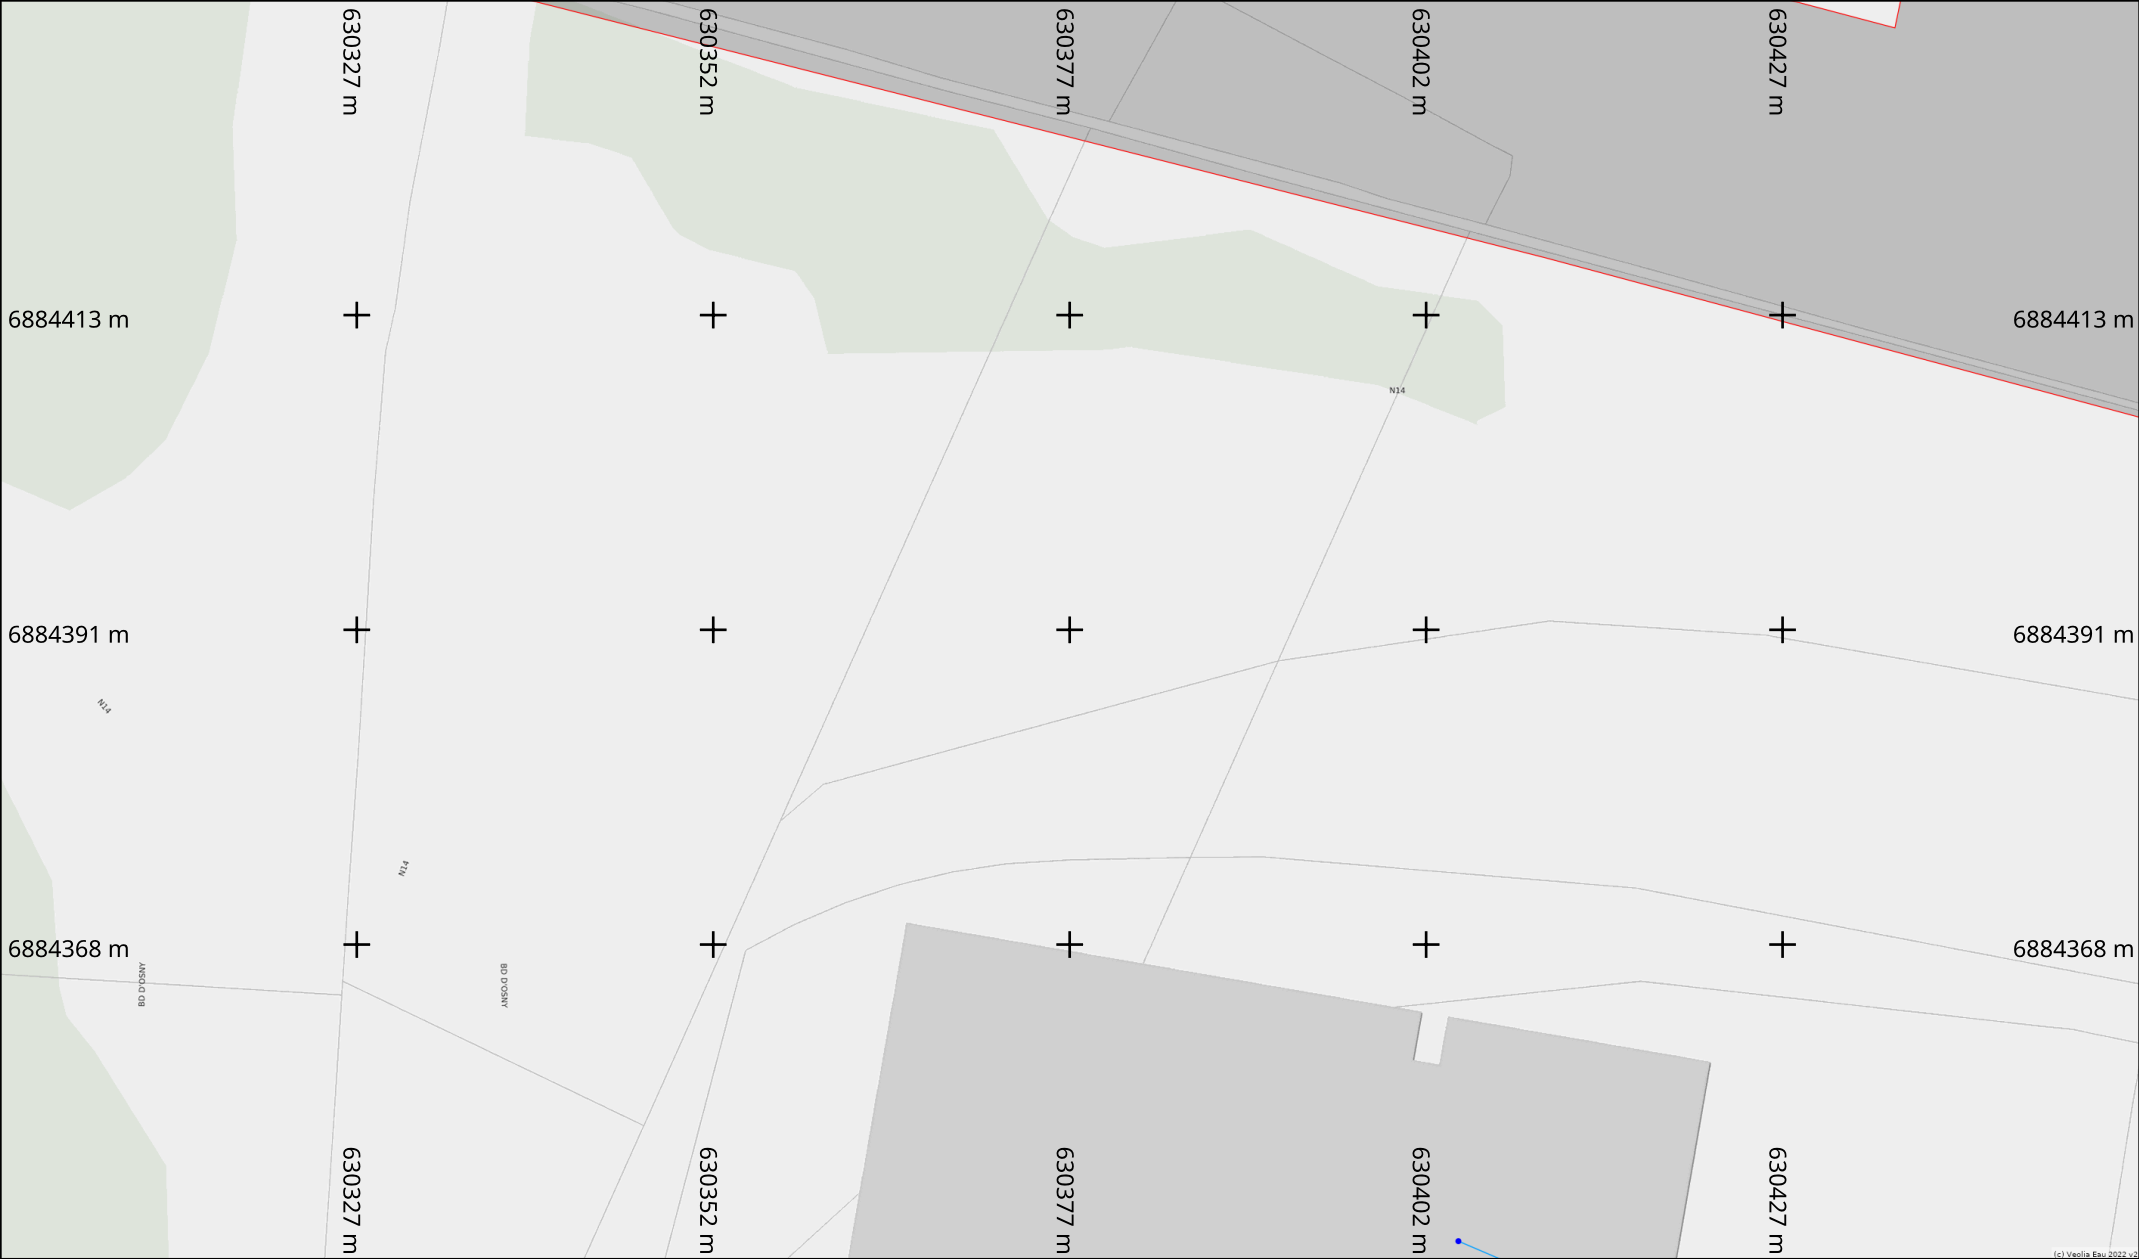 630327 m
630352 m
630377 m
630402 m
630427 m
6884413 m
6884413 m
N14
6884391 m
6884391 m
N14
N14
6884368 m
6884368 m
BD D'OSNY
BD D'OSNY
630327 m
630352 m
630377 m
630402 m
630427 m
(c) Veolia Eau 2022 v2